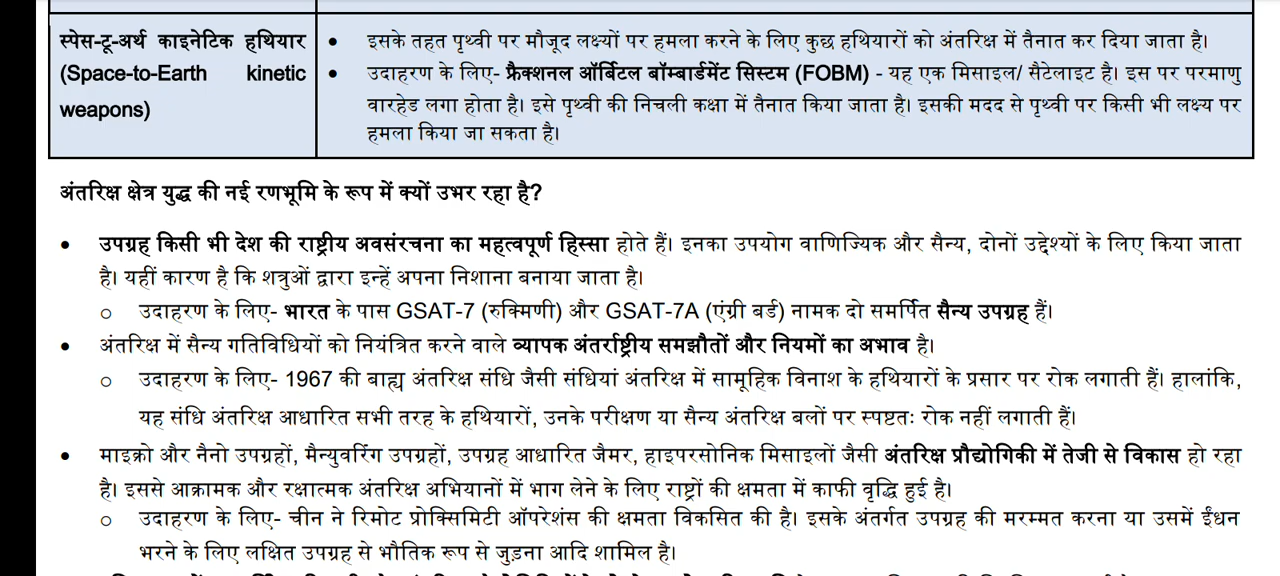 स्पेस-टू-अर्थ काइनेटिक हथियार
(Space-to-Earth kinetic
weapons)
• इसके तहत पृथ्वी पर मौजूद लक्ष्यों पर हमला करने के लिए कुछ हथियारों को अंतरिक्ष में तैनात कर दिया जाता है।
• उदाहरण के लिए- फ्रैक्शनल ऑर्बिटल बॉम्बार्डमेंट सिस्टम (FOBM) - यह एक मिसाइल/ सैटेलाइट है। इस पर परमाणु
वारहेड लगा होता है। इसे पृथ्वी की निचली कक्षा में तैनात किया जाता है। इसकी मदद से पृथ्वी पर किसी भी लक्ष्य पर
हमला किया जा सकता है।
अंतरिक्ष क्षेत्र युद्ध की नई रणभूमि के रूप में क्यों उभर रहा है?
• उपग्रह किसी भी देश की राष्ट्रीय अवसंरचना का महत्वपूर्ण हिस्सा होते हैं। इनका उपयोग वाणिज्यिक और सैन्य, दोनों उद्देश्यों के लिए किया जाता
है। यहीं कारण है कि शत्रुओं द्वारा इन्हें अपना निशाना बनाया जाता है।
o उदाहरण के लिए- भारत के पास GSAT-7 (रुक्मिणी) और GSAT-7A (एंग्री बर्ड) नामक दो समर्पित सैन्य उपग्रह हैं।
• अंतरिक्ष में सैन्य गतिविधियों को नियंत्रित करने वाले व्यापक अंतर्राष्ट्रीय समझौतों और नियमों का अभाव है।
o उदाहरण के लिए- 1967 की बाह्य अंतरिक्ष संधि जैसी संधियां अंतरिक्ष में सामूहिक विनाश के हथियारों के प्रसार पर रोक लगाती हैं। हालांकि,
यह संधि अंतरिक्ष आधारित सभी तरह के हथियारों, उनके परीक्षण या सैन्य अंतरिक्ष बलों पर स्पष्टतः रोक नहीं लगाती हैं।
• माइक्रो और नैनो उपग्रहों, मैन्युवरिंग उपग्रहों, उपग्रह आधारित जैमर, हाइपरसोनिक मिसाइलों जैसी अंतरिक्ष प्रौद्योगिकी में तेजी से विकास हो रहा
है। इससे आक्रामक और रक्षात्मक अंतरिक्ष अभियानों में भाग लेने के लिए राष्ट्रों की क्षमता में काफी वृद्धि हुई है।
o उदाहरण के लिए- चीन ने रिमोट प्रोक्सिमिटी ऑपरेशंस की क्षमता विकसित की है। इसके अंतर्गत उपग्रह की मरम्मत करना या उसमें ईंधन
भरने के लिए लक्षित उपग्रह से भौतिक रूप से जुड़ना आदि शामिल है।